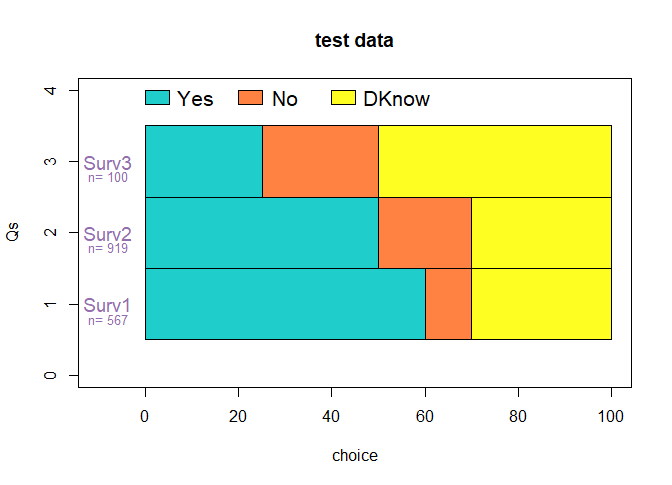 test data
Yes No DKnow
Surv3
n= 100
Surv2
n= 919
Surv1
n= 567
4
3
2
1
0
Qs
0 20 40 60 80 100
choice